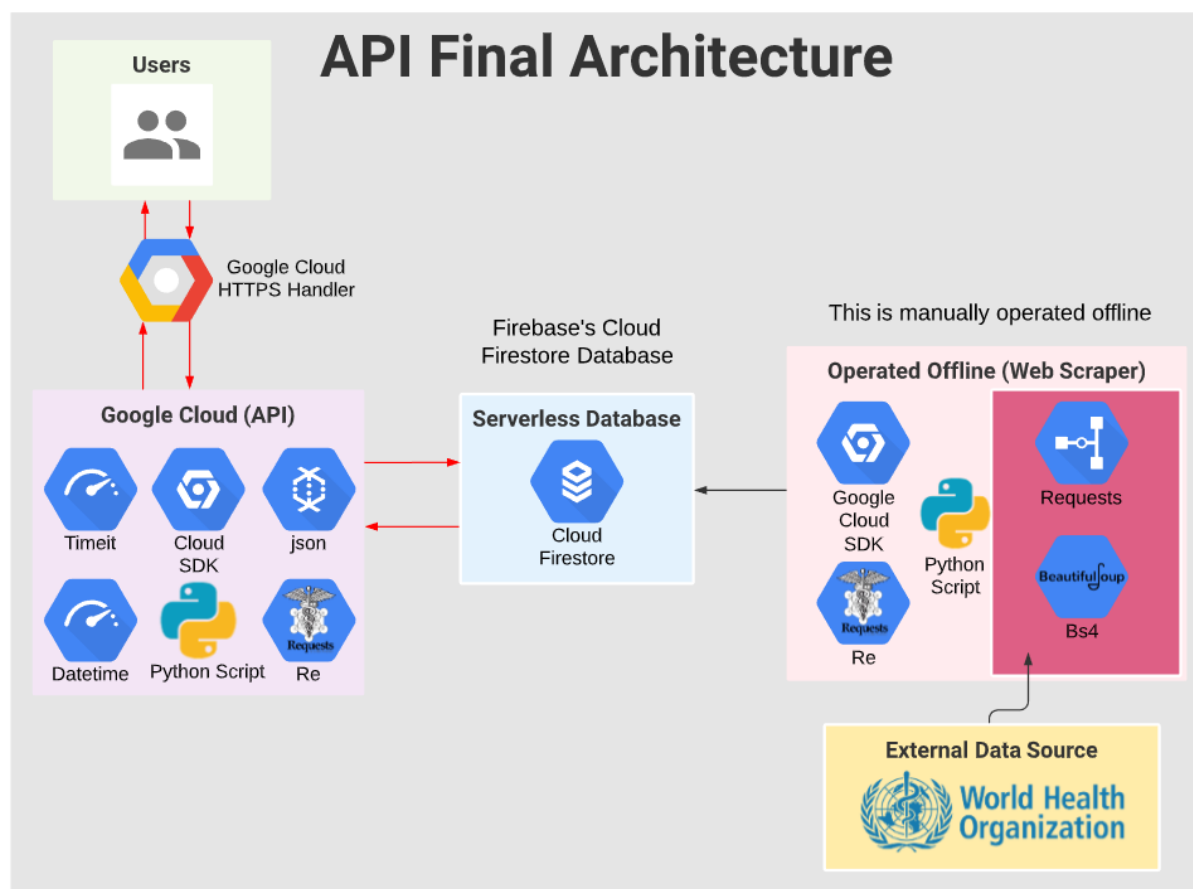 API Final Architecture
Users
Google Cloud
HTTPS Handler
Firebase's Cloud
Firestore Database
This is manually operated offline
Google Cloud (API)
Timeit
Cloud
SDK
json
Datetime
Python Script
Requests
Re
Serverless Database
Cloud
Firestore
Operated Offline (Web Scraper)
Google
Cloud
SDK
Requests
Re
Python
Script
Requests
BeautifulSoup
Bs4
External Data Source
World Health
Organization